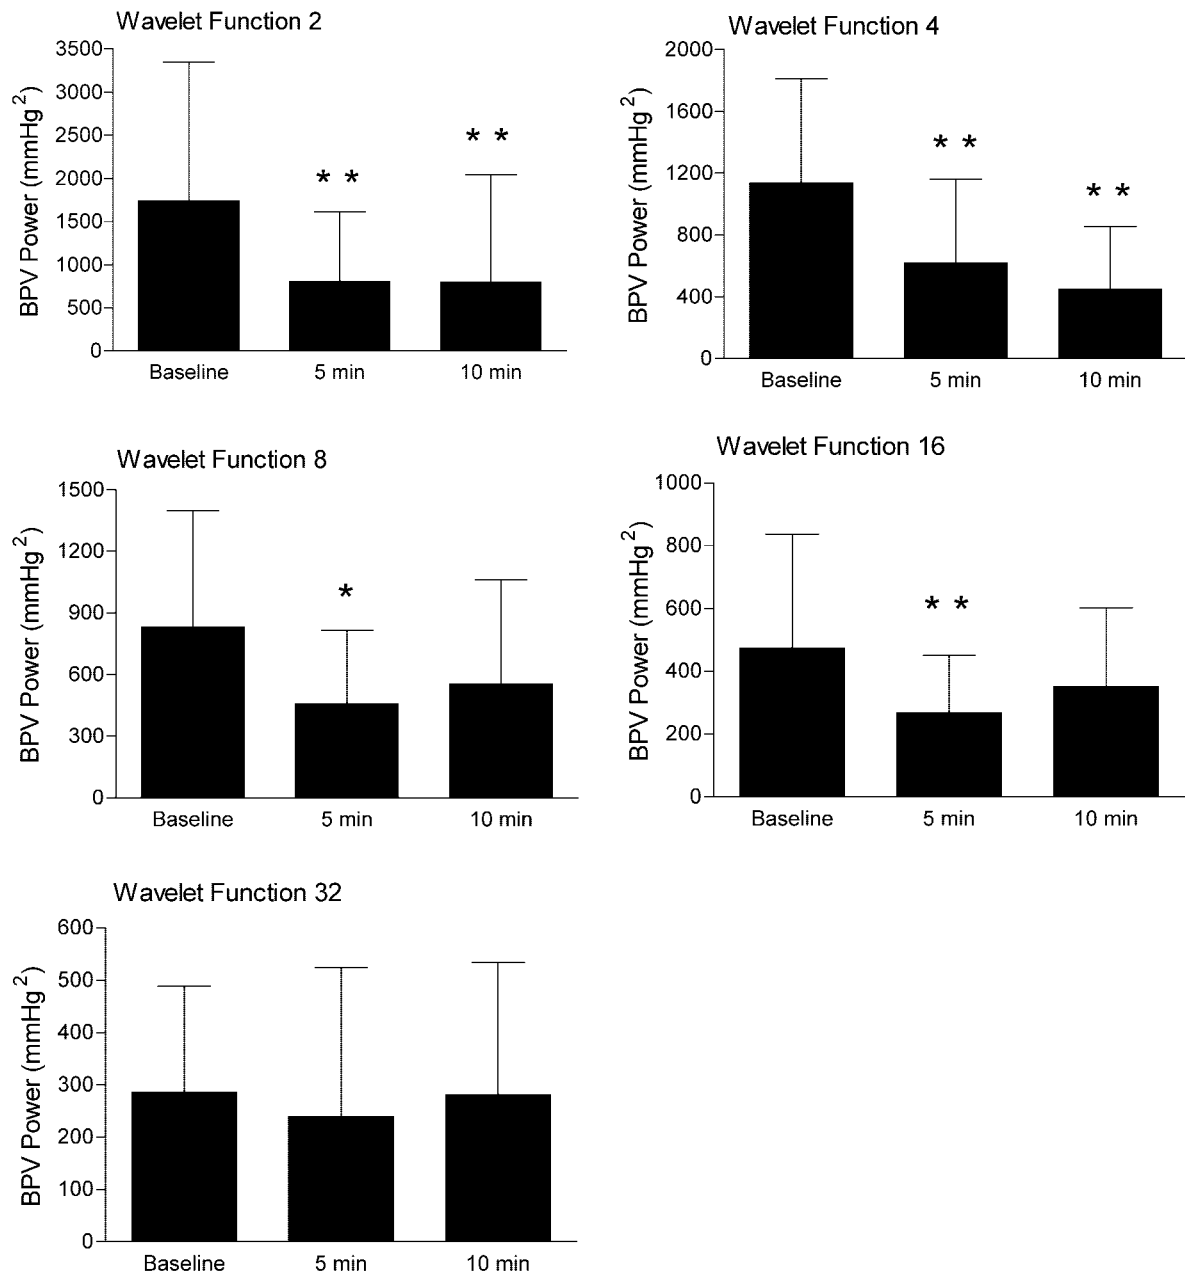 Wavelet Function 2
BPV Power (mmHg²)
3500
3000
2500
2000
1500
1000
500
0
* *
* *
Baseline 5 min 10 min
Wavelet Function 4
BPV Power (mmHg²)
2000
1600
1200
800
400
0
* *
* *
Baseline 5 min 10 min
Wavelet Function 8
BPV Power (mmHg²)
1500
1200
900
600
300
0
*
Baseline 5 min 10 min
Wavelet Function 16
BPV Power (mmHg²)
1000
800
600
400
200
0
* *
Baseline 5 min 10 min
Wavelet Function 32
BPV Power (mmHg²)
600
500
400
300
200
100
0
Baseline 5 min 10 min